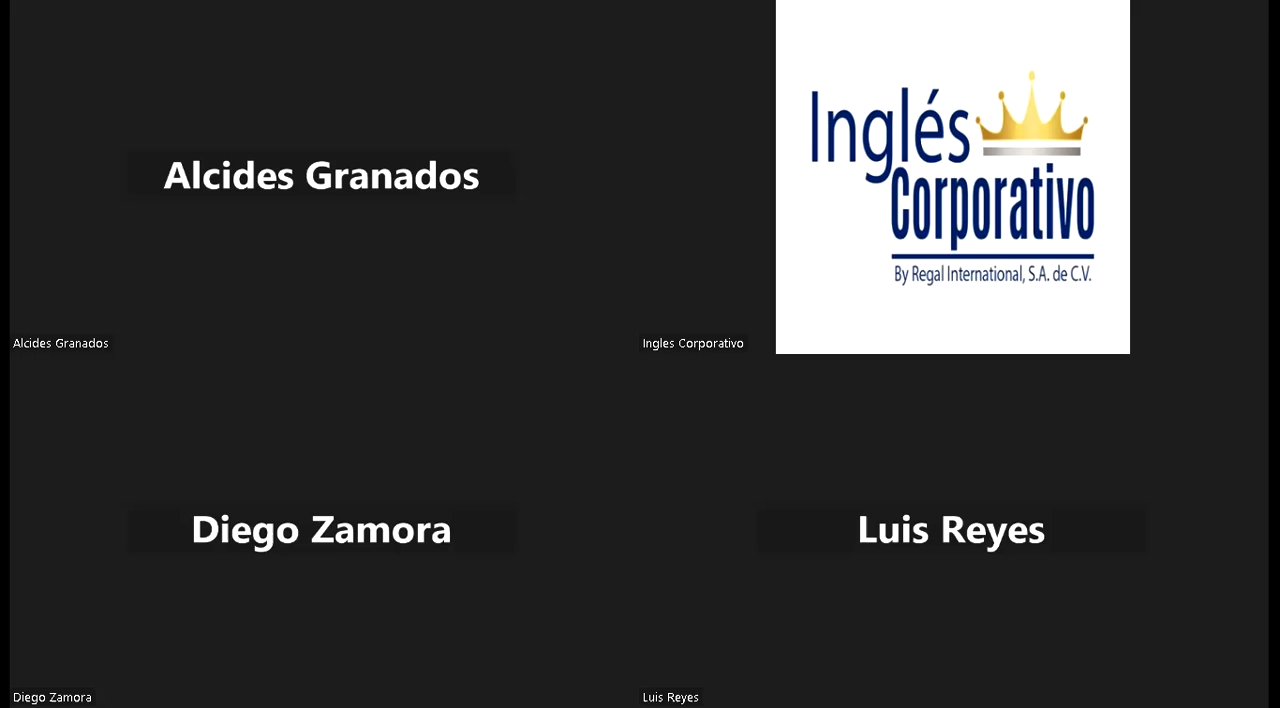 Alcides Granados
Alcides Granados
Inglés
Corporativo
By Regal International, S.A. de C.V.
Ingles Corporativo
Diego Zamora
Diego Zamora
Luis Reyes
Luis Reyes